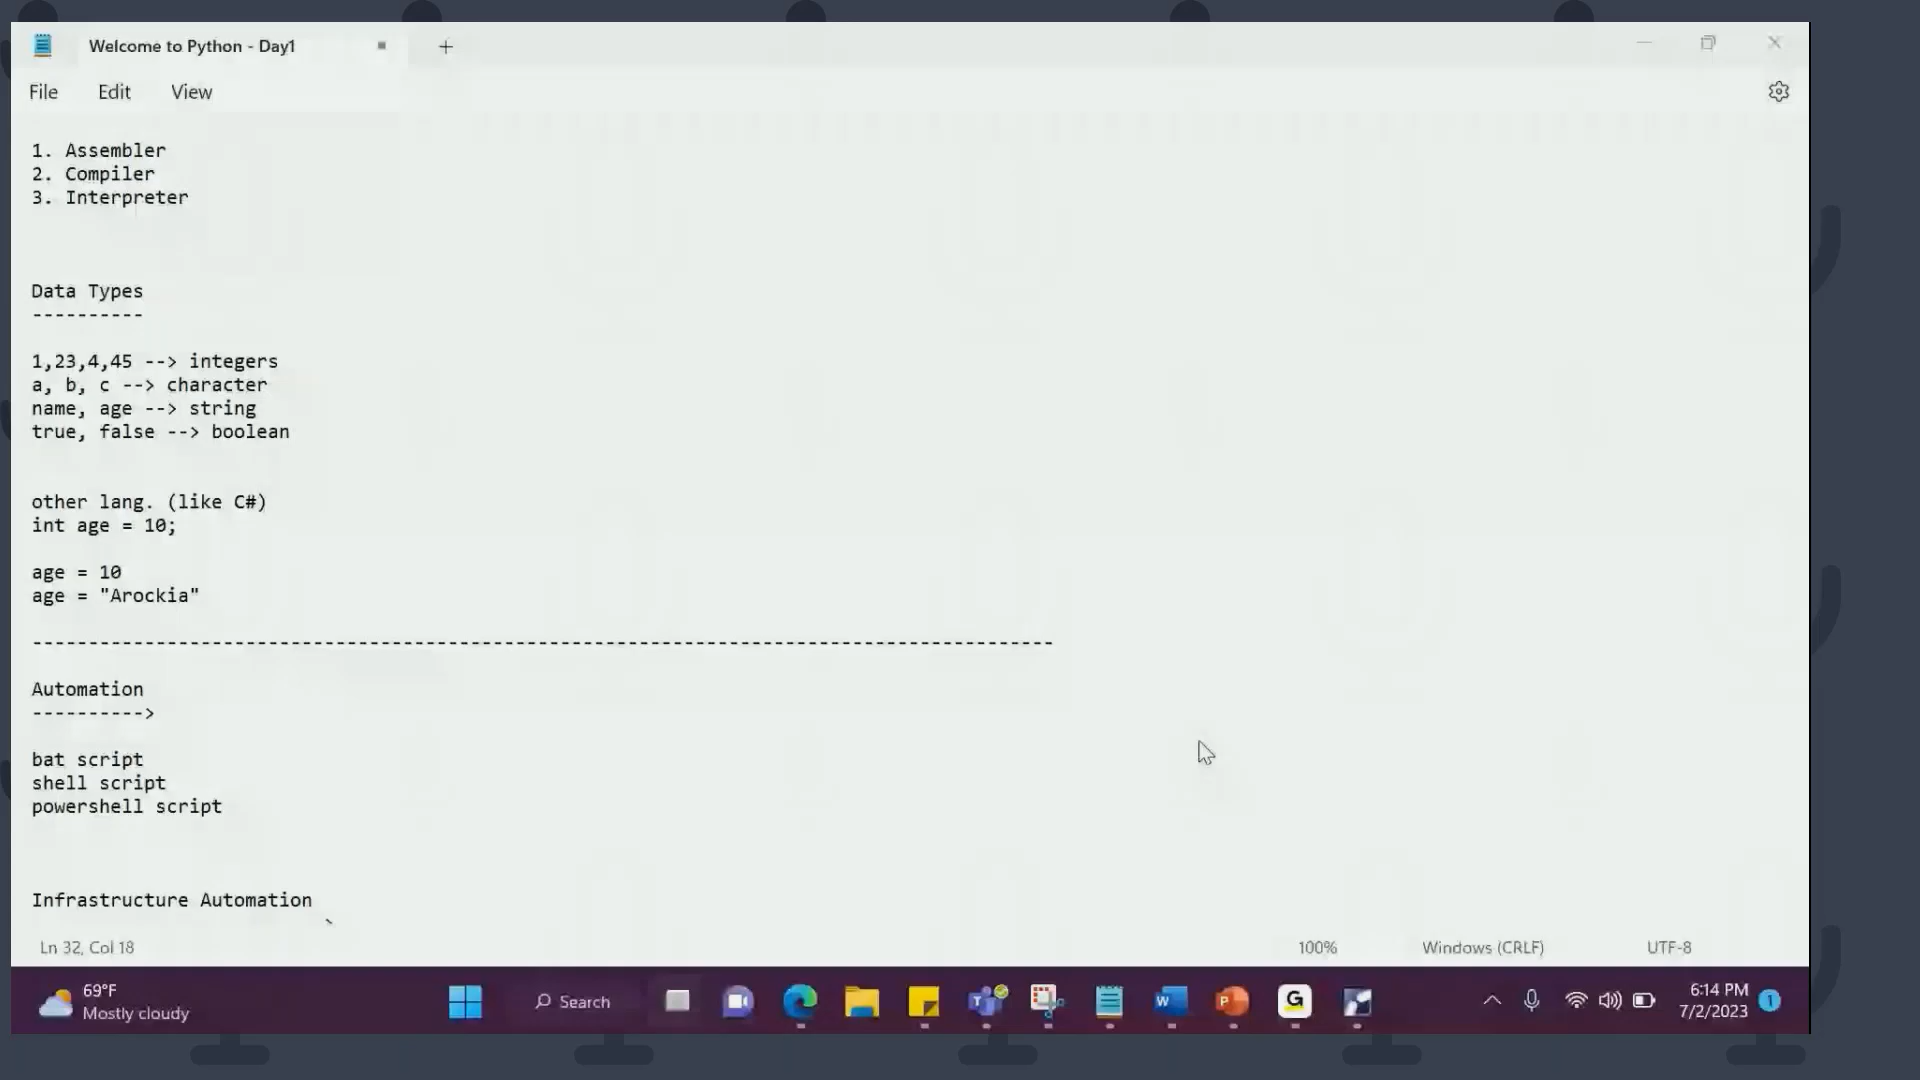 Welcome to Python - Day1
File Edit View
1. Assembler
2. Compiler
3. Interpreter
Data Types
----------
1,23,4,45 --> integers
a, b, c --> character
name, age --> string
true, false --> boolean
other lang. (like C#)
int age = 10;
age = 10
age = "Arockia"
-------------------------------------------------------------------------------------------
Automation
---------->
bat script
shell script
powershell script
Infrastructure Automation
Ln 32, Col 18 100% Windows (CRLF) UTF-8
69°F
Mostly cloudy
Search
6:14 PM
7/2/2023
1